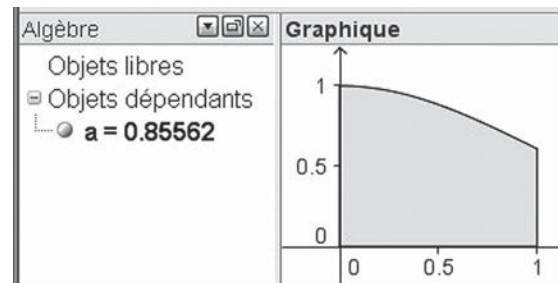 Algèbre
Objets libres
Objets dépendants
a = 0.85562
Graphique
1
0.5
0
0 0.5 1